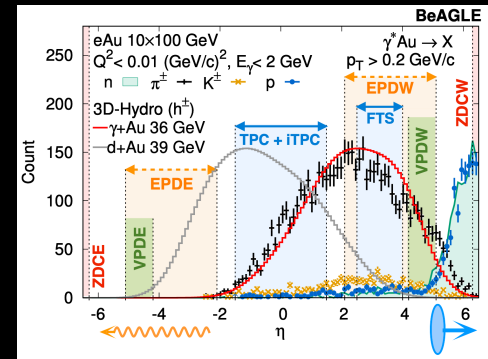 BeAGLE
eAu 10×100 GeV
Q²< 0.01 (GeV/c)², Eγ< 2 GeV
n π± K± p
3D-Hydro (h±)
γ+Au 36 GeV
d+Au 39 GeV
γ*Au → X
pT > 0.2 GeV/c
EPDW
FTS
TPC + iTPC
EPDE
VPDE
ZDCE
VPDW
ZDCW
Count
250
200
150
100
50
0
-6 -4 -2 0 2 4 6
η